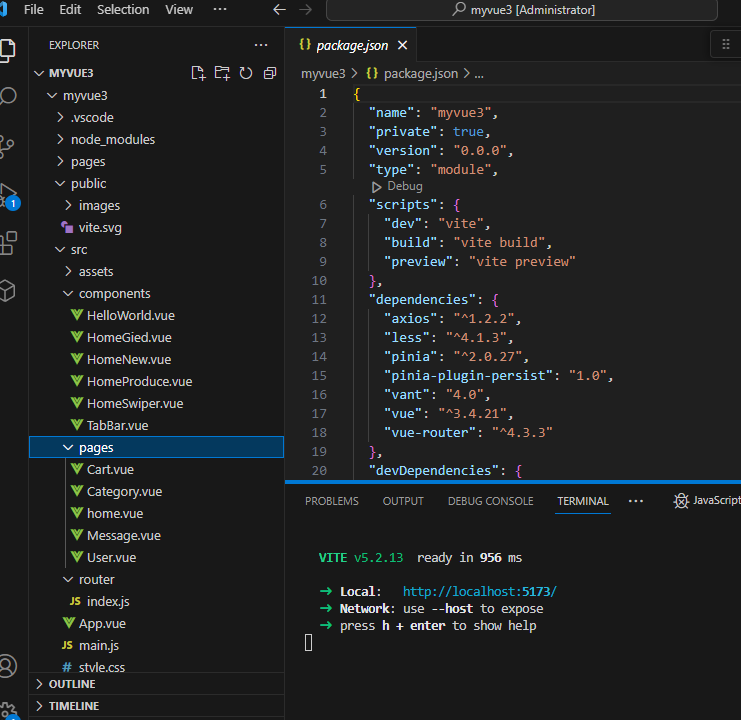 File Edit Selection View ··· myvue3 [Administrator]
EXPLORER ···
MYVUE3
myvue3
.vscode
node_modules
pages
public
images
vite.svg
src
assets
components
HelloWorld.vue
HomeGied.vue
HomeNew.vue
HomeProduce.vue
HomeSwiper.vue
TabBar.vue
pages
Cart.vue
Category.vue
home.vue
Message.vue
User.vue
router
JS index.js
App.vue
JS main.js
# style.css
OUTLINE
TIMELINE
1
{} package.json
myvue3 > {} package.json > ...
1 {
2 "name": "myvue3",
3 "private": true,
4 "version": "0.0.0",
5 "type": "module",
Debug
6 "scripts": {
7 "dev": "vite",
8 "build": "vite build",
9 "preview": "vite preview"
10 },
11 "dependencies": {
12 "axios": "^1.2.2",
13 "less": "^4.1.3",
14 "pinia": "^2.0.27",
15 "pinia-plugin-persist": "1.0",
16 "vant": "4.0",
17 "vue": "^3.4.21",
18 "vue-router": "^4.3.3"
19 },
20 "devDependencies": {
PROBLEMS OUTPUT DEBUG CONSOLE TERMINAL ··· JavaScript
VITE v5.2.13 ready in 956 ms
➜ Local: http://localhost:5173/
➜ Network: use --host to expose
➜ press h + enter to show help